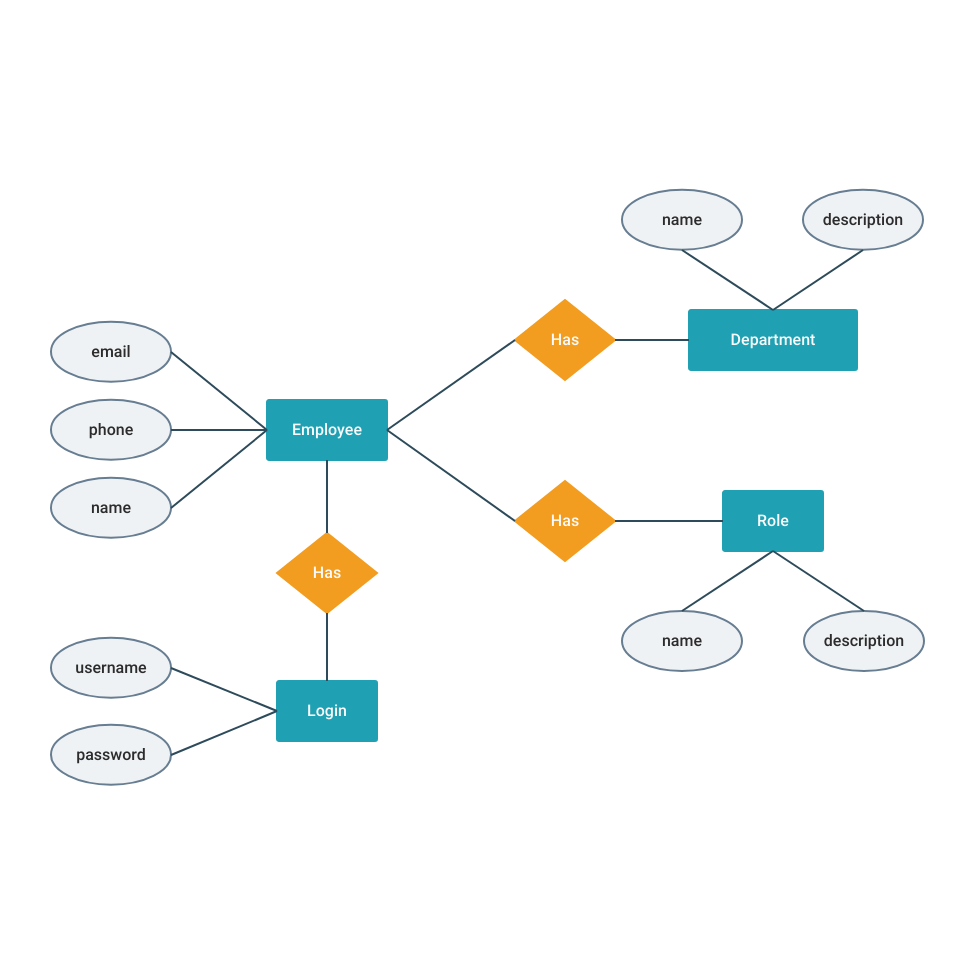 name
description
Has
Department
email
phone
Employee
name
Has
Role
Has
name
description
username
Login
password